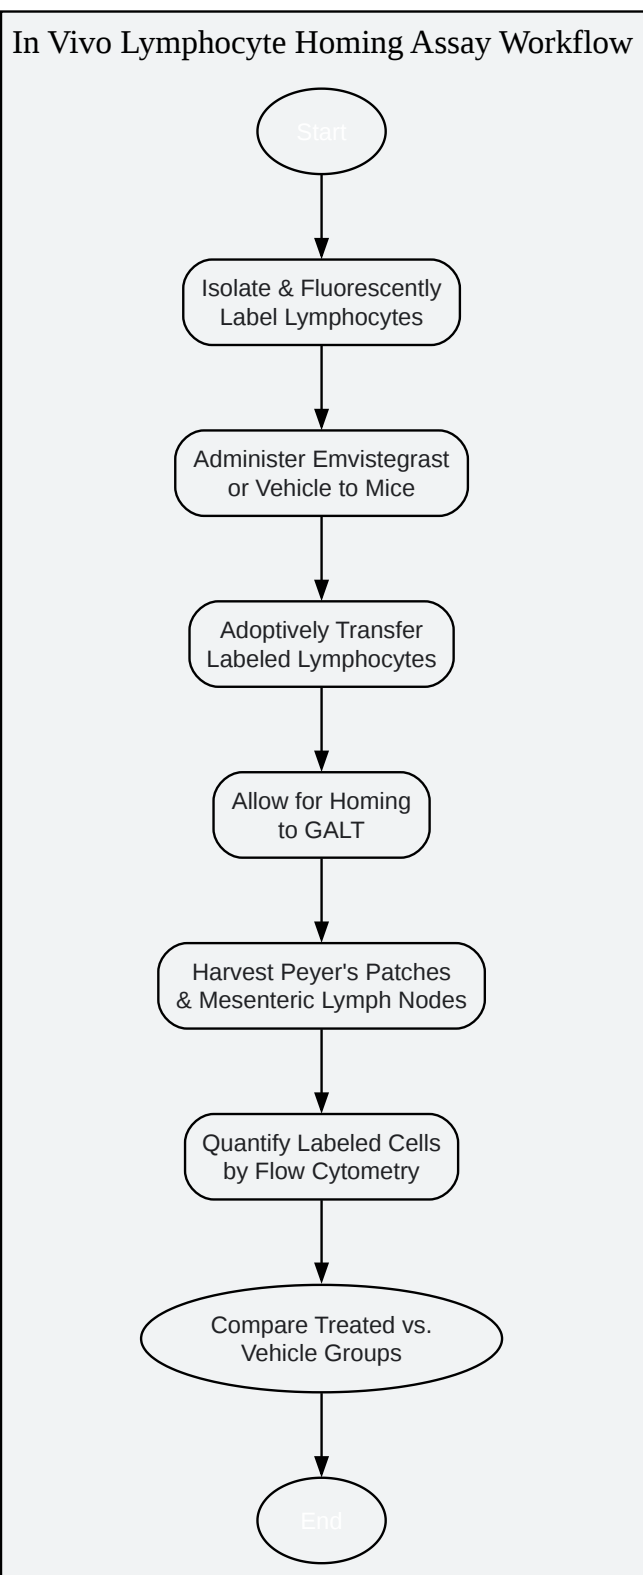 In Vivo Lymphocyte Homing Assay Workflow
Start
Isolate & Fluorescently
Label Lymphocytes
Administer Emvistegrast
or Vehicle to Mice
Adoptively Transfer
Labeled Lymphocytes
Allow for Homing
to GALT
Harvest Peyer's Patches
& Mesenteric Lymph Nodes
Quantify Labeled Cells
by Flow Cytometry
Compare Treated vs.
Vehicle Groups
End